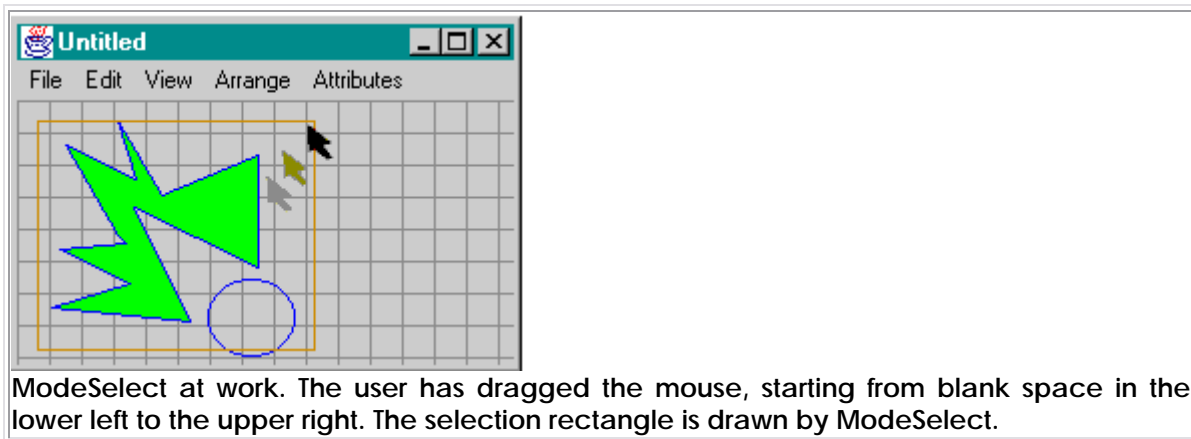 Untitled
File Edit View Arrange Attributes
ModeSelect at work. The user has dragged the mouse, starting from blank space in the
lower left to the upper right. The selection rectangle is drawn by ModeSelect.